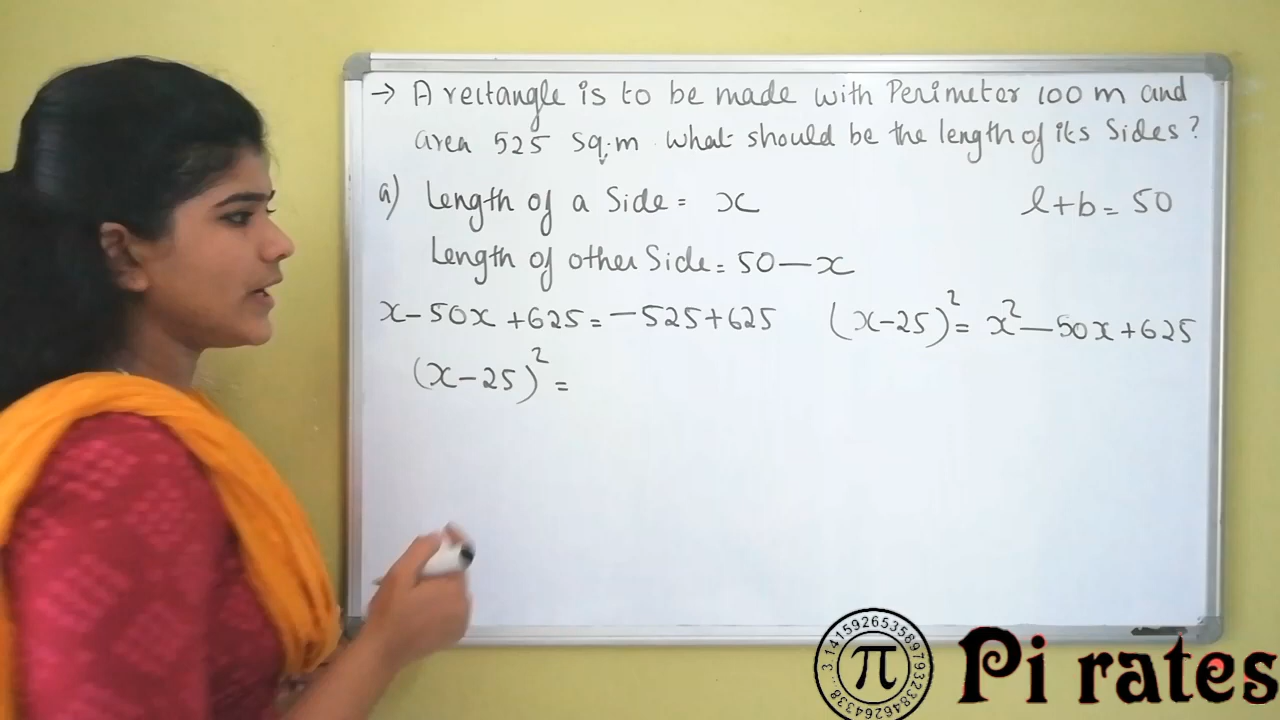 → A rectangle is to be made with Perimeter 100 m and
area 525 sq.m. What should be the length of its Sides?
a) Length of a Side = x
l+b = 50
Length of other Side = 50 — x
x – 50x + 625 = –525 + 625
(x–25)² = x² — 50x + 625
(x – 25)² =
π
Pi rates